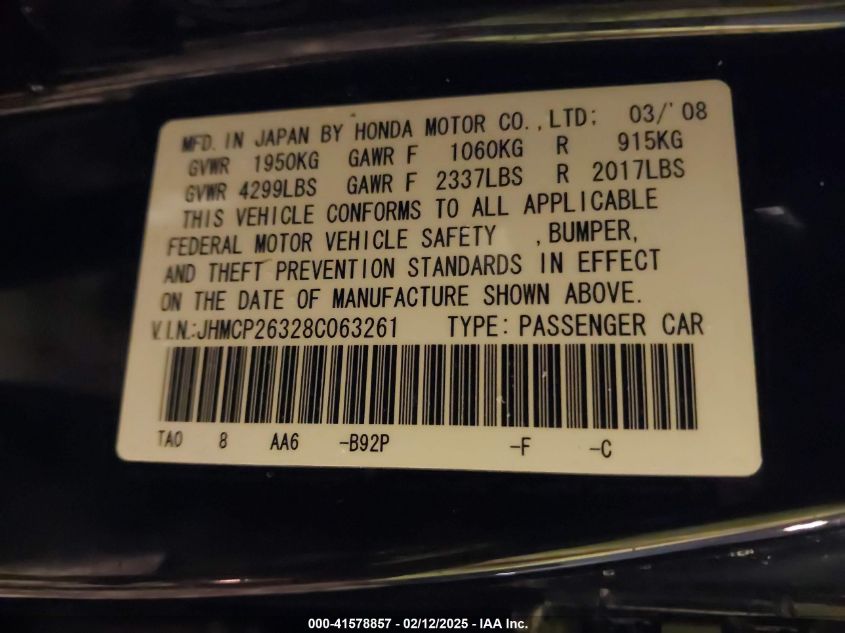 MFD. IN JAPAN BY HONDA MOTOR CO.,LTD; 03/'08
GVWR 1950KG GAWR F 1060KG R 915KG
GVWR 4299LBS GAWR F 2337LBS R 2017LBS
THIS VEHICLE CONFORMS TO ALL APPLICABLE
FEDERAL MOTOR VEHICLE SAFETY , BUMPER,
AND THEFT PREVENTION STANDARDS IN EFFECT
ON THE DATE OF MANUFACTURE SHOWN ABOVE.
V.I.N.:JHMCP26328C063261 TYPE: PASSENGER CAR
TA0 8 AA6 -B92P -F -C
000-41578857 - 02/12/2025 - IAA Inc.